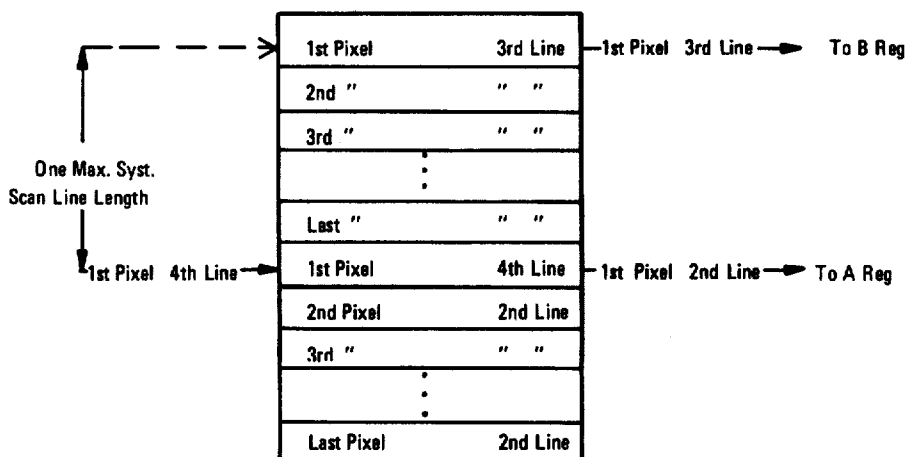 1st Pixel 3rd Line 1st Pixel 3rd Line To B Reg
2nd " " "
3rd " " "
One Max. Syst.
Scan Line Length
Last " " "
1st Pixel 4th Line 1st Pixel 4th Line 1st Pixel 2nd Line To A Reg
2nd Pixel 2nd Line
3rd " " "
Last Pixel 2nd Line